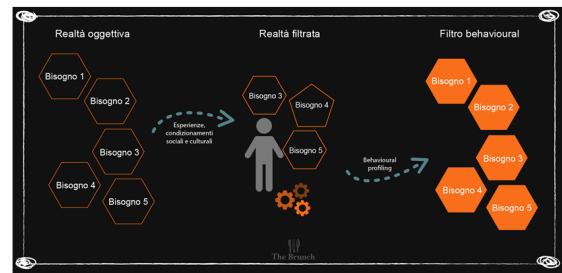 Realtà oggettiva
Realtà filtrata
Filtro behavioural
Bisogno 1
Bisogno 2
Bisogno 3
Bisogno 4
Bisogno 5
Esperienze,
condizionamenti
sociali e culturali
Bisogno 3
Bisogno 4
Bisogno 5
Behavioural
profiling
Bisogno 1
Bisogno 2
Bisogno 3
Bisogno 4
Bisogno 5
The Brunch